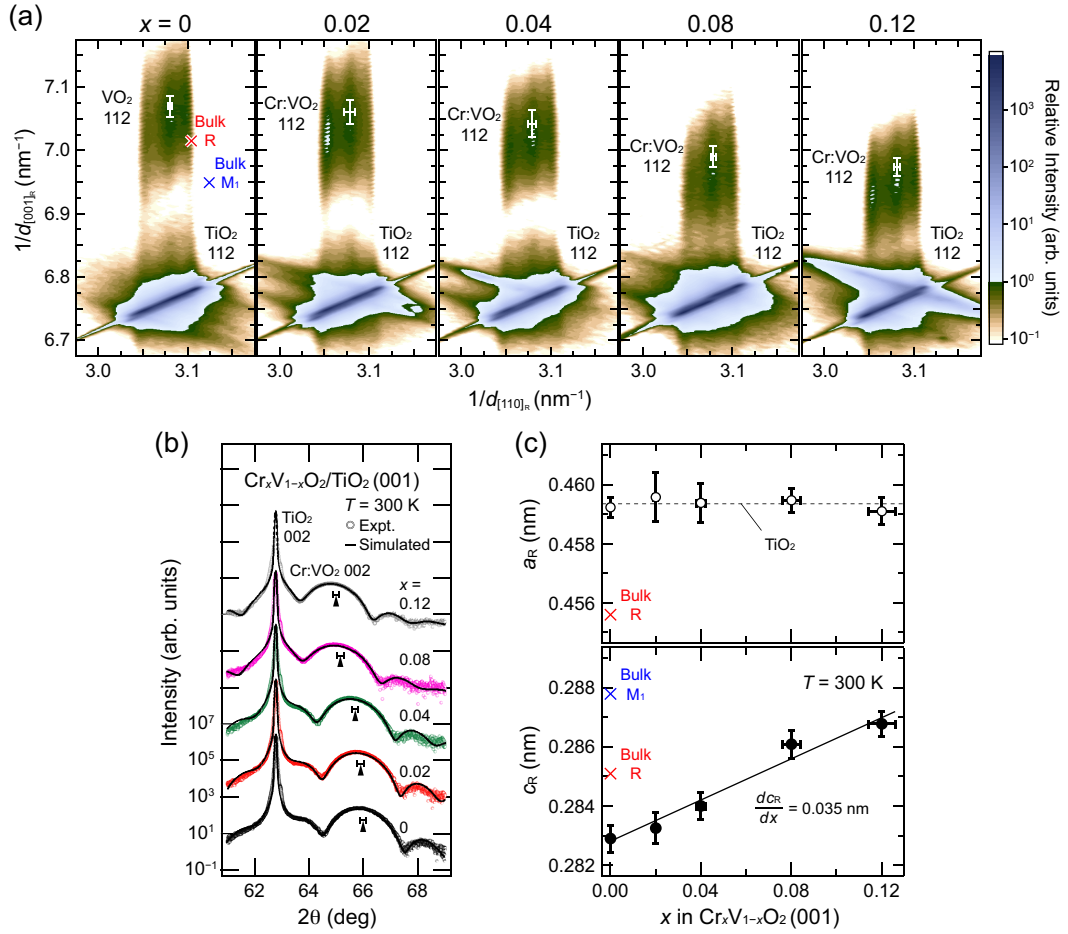 (a)
x = 0
0.02
0.04
0.08
0.12
7.1
7.0
6.9
6.8
6.7
1/d[001]R (nm−1)
VO2
112
Bulk
R
Bulk
M1
TiO2
112
Cr:VO2
112
TiO2
112
Cr:VO2
112
TiO2
112
Cr:VO2
112
TiO2
112
Cr:VO2
112
TiO2
112
3.0 3.1 3.0 3.1 3.0 3.1 3.0 3.1 3.0 3.1
1/d[110]R (nm−1)
10^3
10^2
10^1
10^0
10^−1
Relative Intensity (arb. units)
(b)
CrxV1−xO2/TiO2 (001)
T = 300 K
Expt.
Simulated
TiO2
002
Cr:VO2 002
x =
0.12
0.08
0.04
0.02
0
10^7
10^5
10^3
10^1
10^−1
Intensity (arb. units)
62 64 66 68
2θ (deg)
(c)
0.460
0.458
0.456
aR (nm)
TiO2
Bulk
R
0.288
0.286
0.284
0.282
cR (nm)
Bulk
M1
T = 300 K
Bulk
R
dcR
dx
= 0.035 nm
0.00 0.04 0.08 0.12
x in CrxV1-xO2 (001)